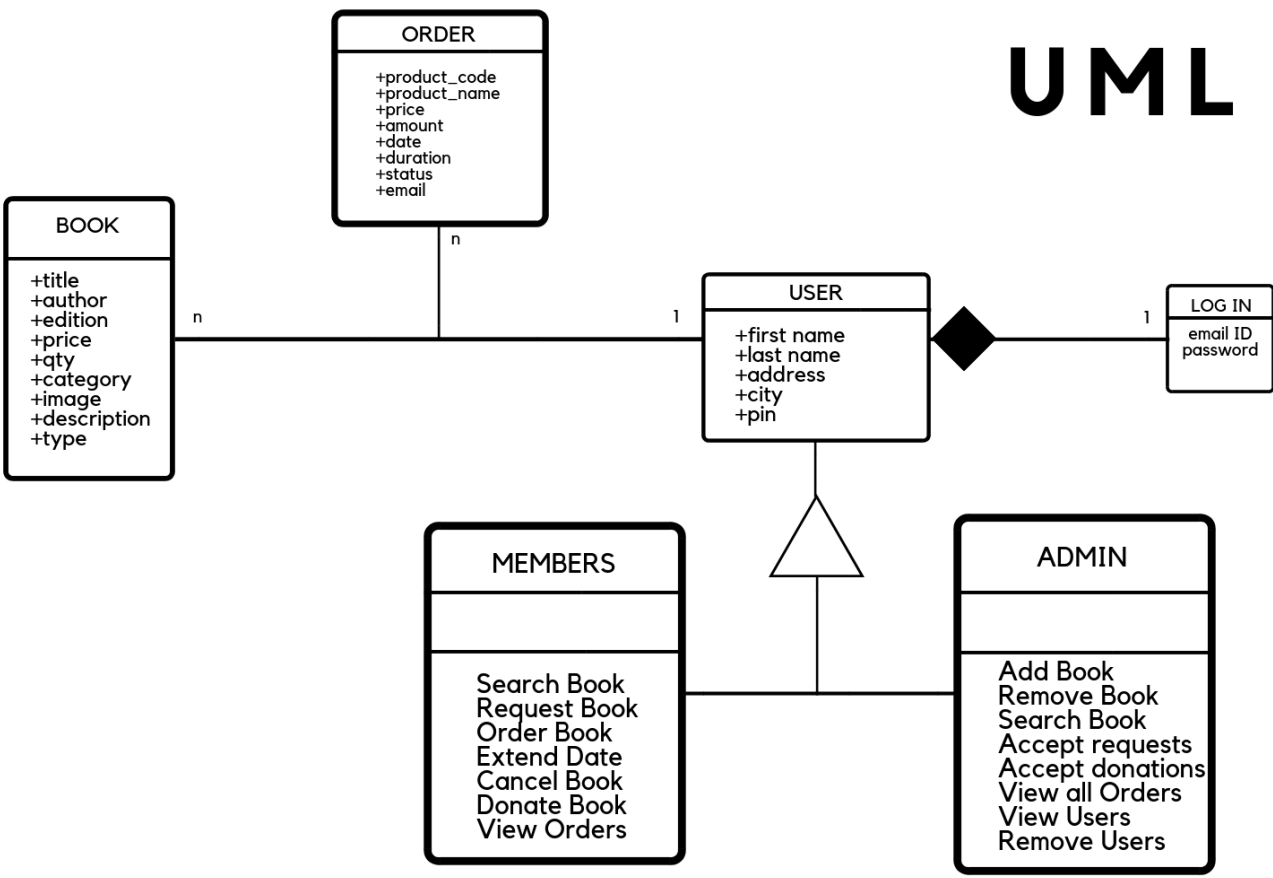 UML
ORDER
+product_code
+product_name
+price
+amount
+date
+duration
+status
+email
n
BOOK
+title
+author
+edition
+price
+qty
+category
+image
+description
+type
n
1
USER
+first name
+last name
+address
+city
+pin
1
LOG IN
email ID
password
MEMBERS
Search Book
Request Book
Order Book
Extend Date
Cancel Book
Donate Book
View Orders
ADMIN
Add Book
Remove Book
Search Book
Accept requests
Accept donations
View all Orders
View Users
Remove Users